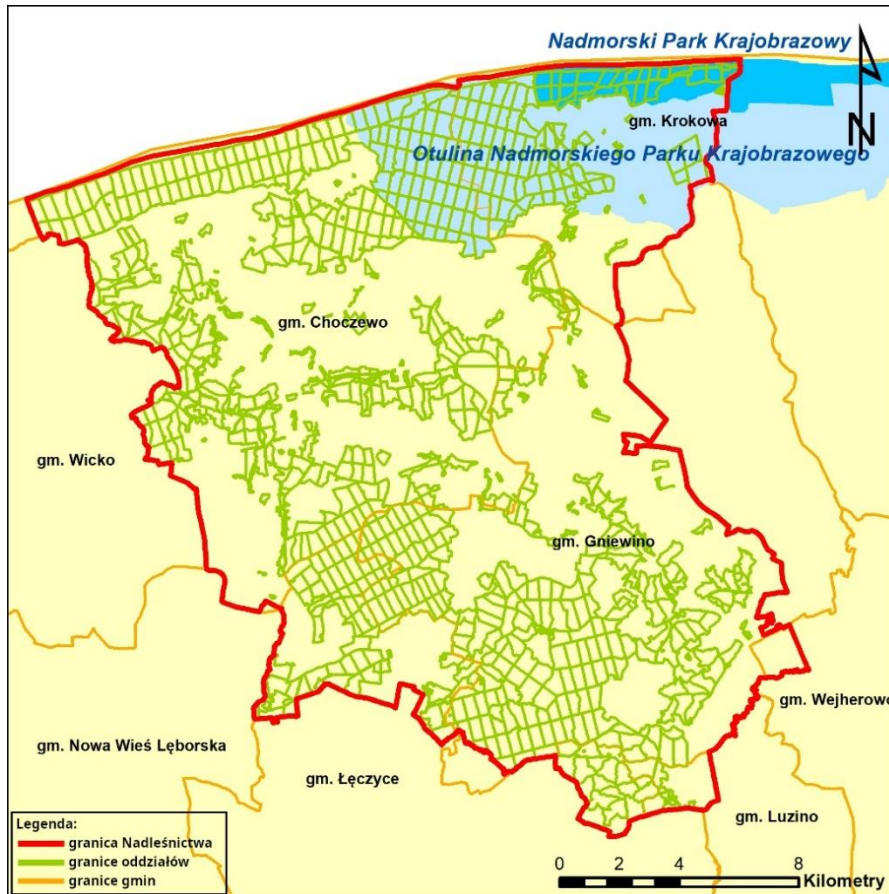 Nadmorski Park Krajobrazowy
N
gm. Krokowa
Otulina Nadmorskiego Parku Krajobrazowego
gm. Choczewo
gm. Wicko
gm. Gniewino
gm. Wejherowo
gm. Nowa Wieś Lęborska
gm. Łęczyce
gm. Luzino
Legenda:
granica Nadleśnictwa
granice oddziałów
granice gmin
0 2 4 8
Kilometry